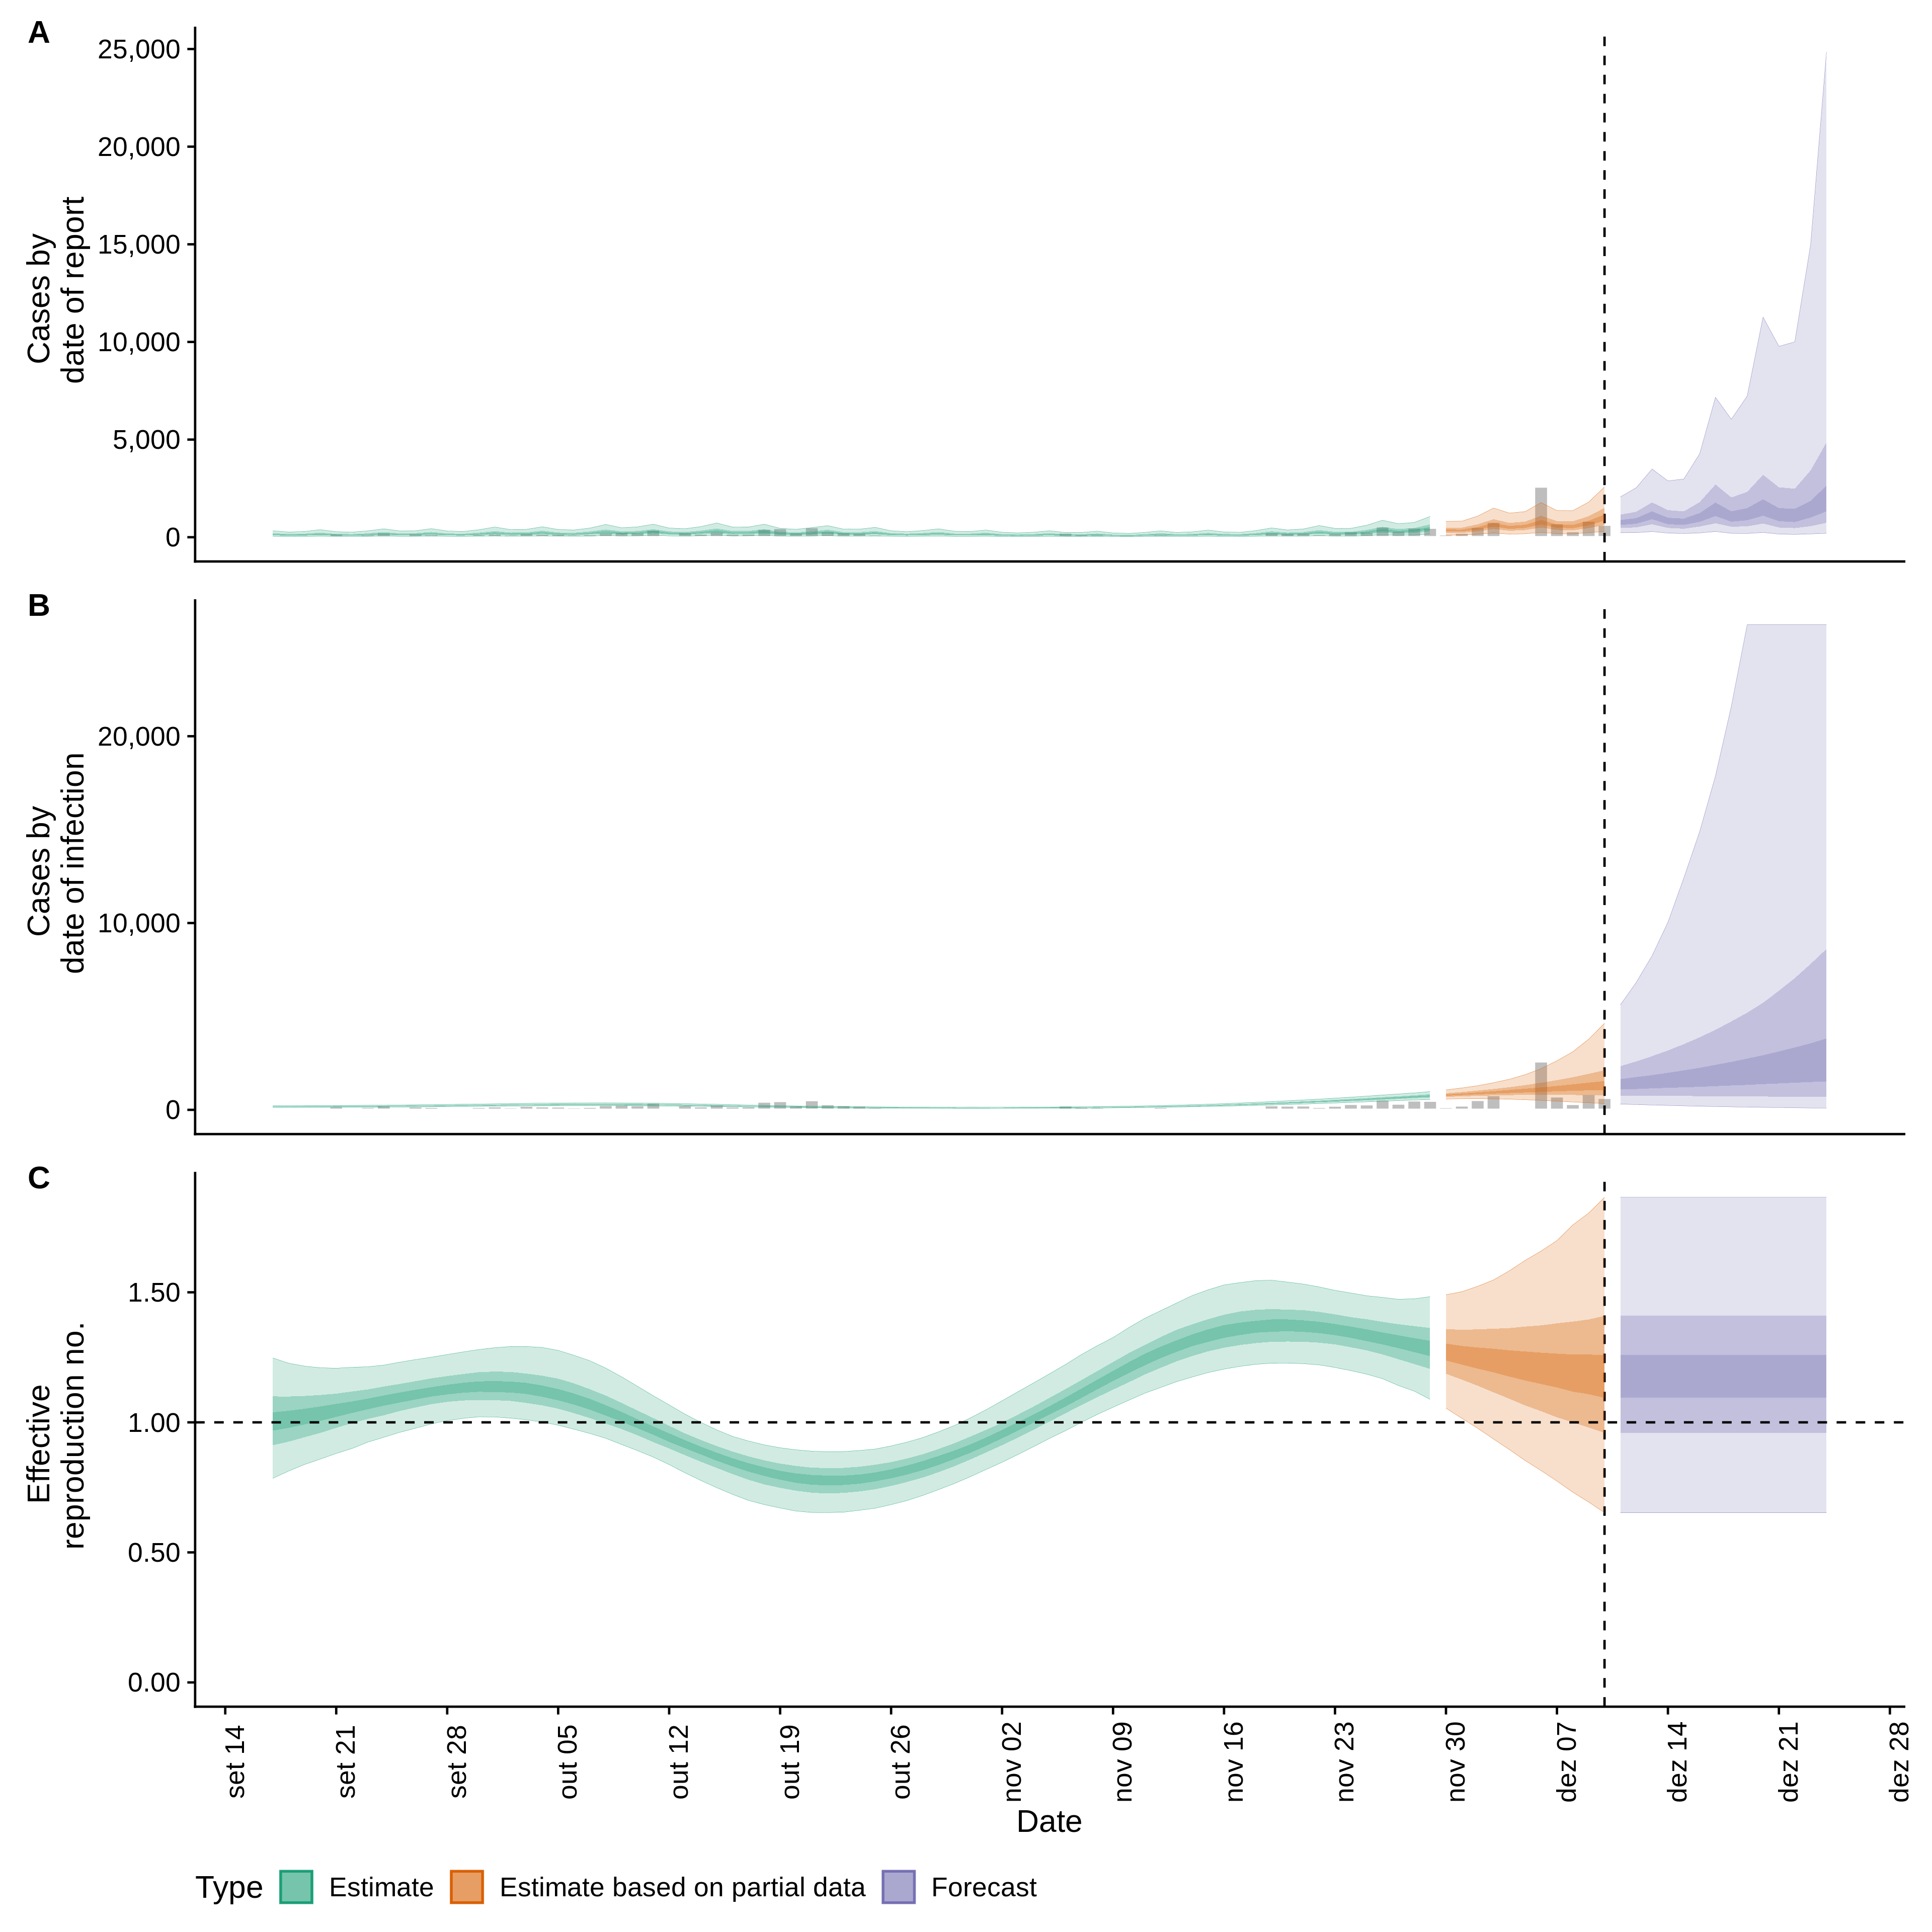 A
25,000
20,000
15,000
10,000
5,000
0
Cases by
date of report
B
20,000
10,000
0
Cases by
date of infection
C
1.50
1.00
0.50
0.00
Effective
reproduction no.
set 14
set 21
set 28
out 05
out 12
out 19
out 26
nov 02
nov 09
nov 16
nov 23
nov 30
dez 07
dez 14
dez 21
dez 28
Date
Type Estimate Estimate based on partial data Forecast